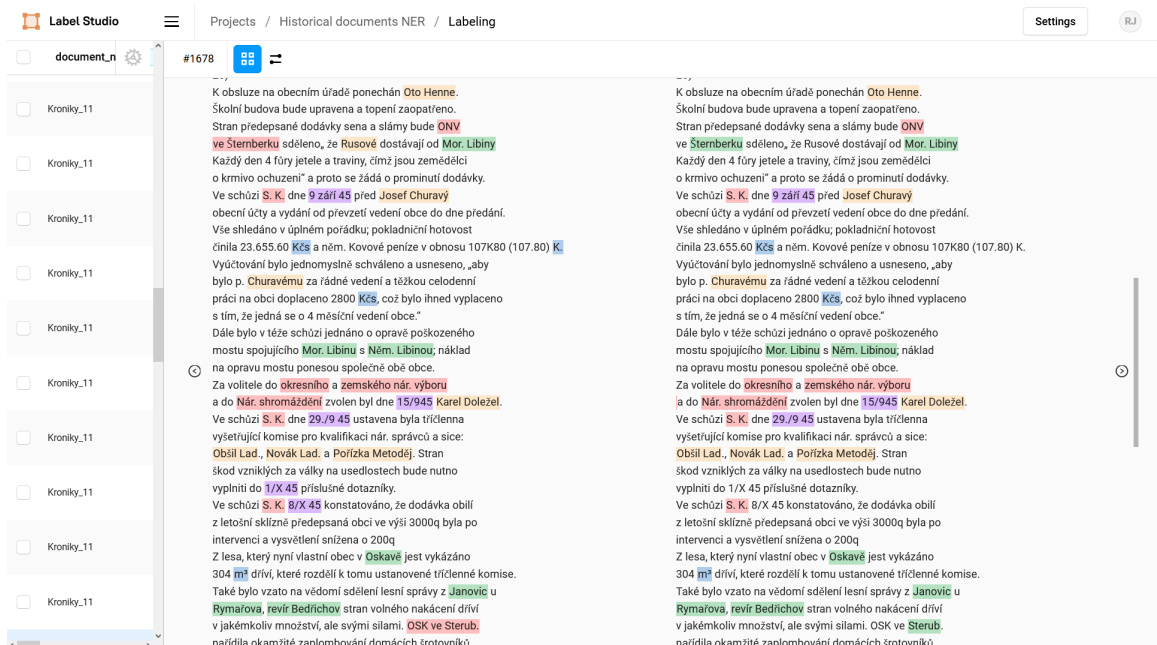 Label Studio
Projects / Historical documents NER / Labeling
Settings
RJ
document_n
#1678
Kroniky_11
Kroniky_11
Kroniky_11
Kroniky_11
Kroniky_11
Kroniky_11
Kroniky_11
Kroniky_11
Kroniky_11
Kroniky_11
K obsluze na obecním úřadě ponechán Oto Henne.
Školní budova bude upravena a topení zaopatřeno.
Stran předepsané dodávky sena a slámy bude ONV
ve Šternberku sděleno„ že Rusové dostávají od Mor. Libiny
Každý den 4 fůry jetele a traviny, čímž jsou zemědělci
o krmivo ochuzeni“ a proto se žádá o prominutí dodávky.
Ve schůzi S. K. dne 9 září 45 před Josef Churavý
obecní účty a vydání od převzetí vedení obce do dne předání.
Vše shledáno v úplném pořádku; pokladniční hotovost
činila 23.655.60 Kčs a něm. Kovové peníze v obnosu 107K80 (107.80) K.
Vyúčtování bylo jednomyslně schváleno a usneseno, „aby
bylo p. Churavému za řádné vedení a těžkou celodenní
práci na obci doplaceno 2800 Kčs, což bylo ihned vyplaceno
s tím, že jedná se o 4 měsíční vedení obce.“
Dále bylo v téže schůzi jednáno o opravě poškozeného
mostu spojujícího Mor. Libinu s Něm. Libinou; náklad
na opravu mostu ponesou společně obě obce.
Za volitele do okresního a zemského nár. výboru
a do Nár. shromáždění zvolen byl dne 15/945 Karel Doležel.
Ve schůzi S. K. dne 29./9 45 ustavena byla tříčlenna
vyšetřující komise pro kvalifikaci nár. správců a sice:
Obšil Lad., Novák Lad. a Pořízka Metoděj. Stran
škod vzniklých za války na usedlostech bude nutno
vyplniti do 1/X 45 příslušné dotazníky.
Ve schůzi S. K. 8/X 45 konstatováno, že dodávka obilí
z letošní sklízně předepsaná obci ve výši 3000q byla po
intervenci a vysvětlení snížena o 200q
Z lesa, který nyní vlastní obec v Oskavě jest vykázáno
304 m³ dříví, které rozdělí k tomu ustanovené tříčlenné komise.
Také bylo vzato na vědomí sdělení lesní správy z Janovic u
Rymařova, revír Bedřichov stran volného nakácení dříví
v jakémkoliv množství, ale svými silami. OSK ve Sterub.
nařídila okamžité zaplombování domácích šrotovníků
K obsluze na obecním úřadě ponechán Oto Henne.
Školní budova bude upravena a topení zaopatřeno.
Stran předepsané dodávky sena a slámy bude ONV
ve Šternberku sděleno„ že Rusové dostávají od Mor. Libiny
Každý den 4 fůry jetele a traviny, čímž jsou zemědělci
o krmivo ochuzeni“ a proto se žádá o prominutí dodávky.
Ve schůzi S. K. dne 9 září 45 před Josef Churavý
obecní účty a vydání od převzetí vedení obce do dne předání.
Vše shledáno v úplném pořádku; pokladniční hotovost
činila 23.655.60 Kčs a něm. Kovové peníze v obnosu 107K80 (107.80) K.
Vyúčtování bylo jednomyslně schváleno a usneseno, „aby
bylo p. Churavému za řádné vedení a těžkou celodenní
práci na obci doplaceno 2800 Kčs, což bylo ihned vyplaceno
s tím, že jedná se o 4 měsíční vedení obce.“
Dále bylo v téže schůzi jednáno o opravě poškozeného
mostu spojujícího Mor. Libinu s Něm. Libinou; náklad
na opravu mostu ponesou společně obě obce.
Za volitele do okresního a zemského nár. výboru
a do Nár. shromáždění zvolen byl dne 15/945 Karel Doležel.
Ve schůzi S. K. dne 29./9 45 ustavena byla tříčlenna
vyšetřující komise pro kvalifikaci nár. správců a sice:
Obšil Lad., Novák Lad. a Pořízka Metoděj. Stran
škod vzniklých za války na usedlostech bude nutno
vyplniti do 1/X 45 příslušné dotazníky.
Ve schůzi S. K. 8/X 45 konstatováno, že dodávka obilí
z letošní sklízně předepsaná obci ve výši 3000q byla po
intervenci a vysvětlení snížena o 200q
Z lesa, který nyní vlastní obec v Oskavě jest vykázáno
304 m³ dříví, které rozdělí k tomu ustanovené tříčlenné komise.
Také bylo vzato na vědomí sdělení lesní správy z Janovic u
Rymařova, revír Bedřichov stran volného nakácení dříví
v jakémkoliv množství, ale svými silami. OSK ve Sterub.
nařídila okamžité zaplombování domácích šrotovníků